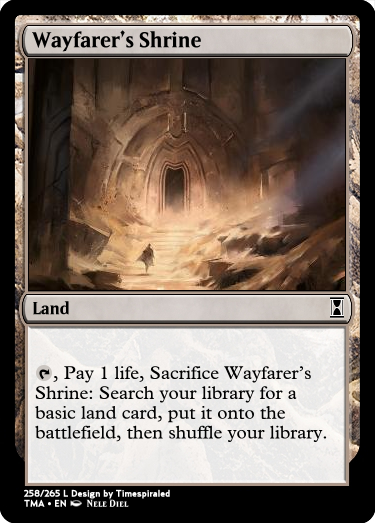 Wayfarer's Shrine
Land
, Pay 1 life, Sacrifice Wayfarer's
Shrine: Search your library for a
basic land card, put it onto the
battlefield, then shuffle your library.
258/265 L Design by Timespiraled
TMA • EN Nele Diel